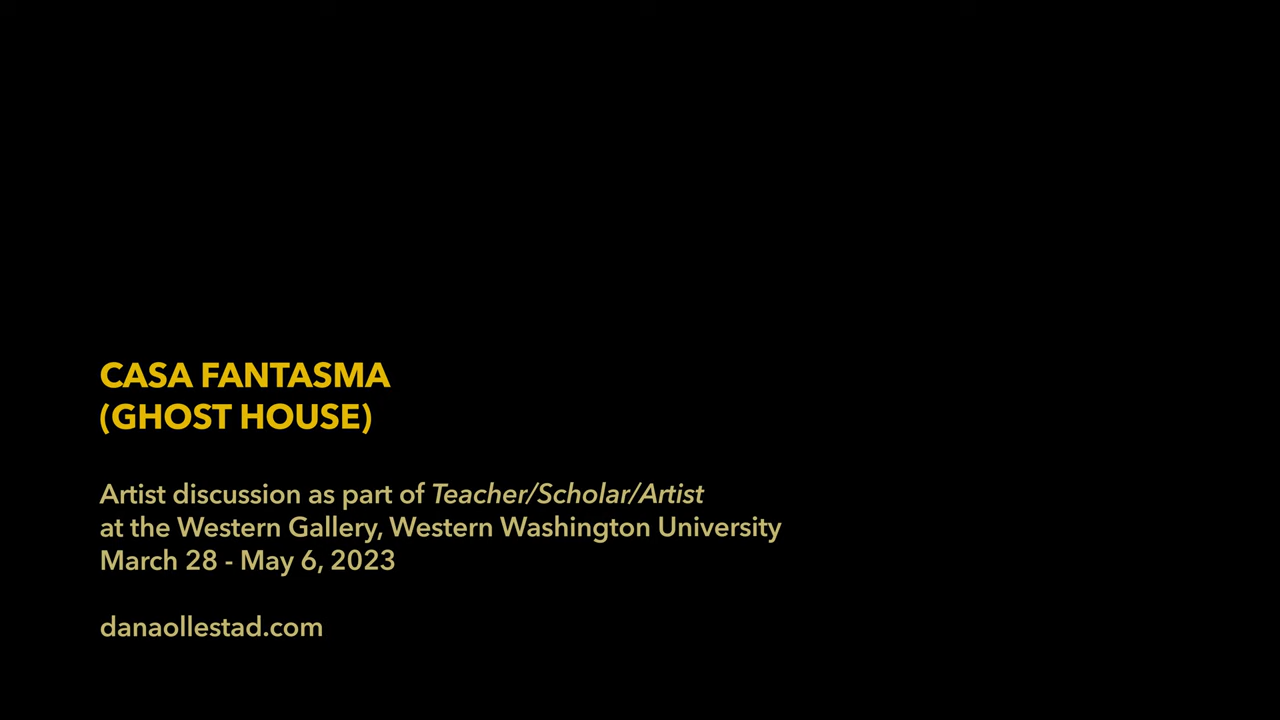 CASA FANTASMA
(GHOST HOUSE)
Artist discussion as part of Teacher/Scholar/Artist
at the Western Gallery, Western Washington University
March 28 - May 6, 2023
danaollestad.com